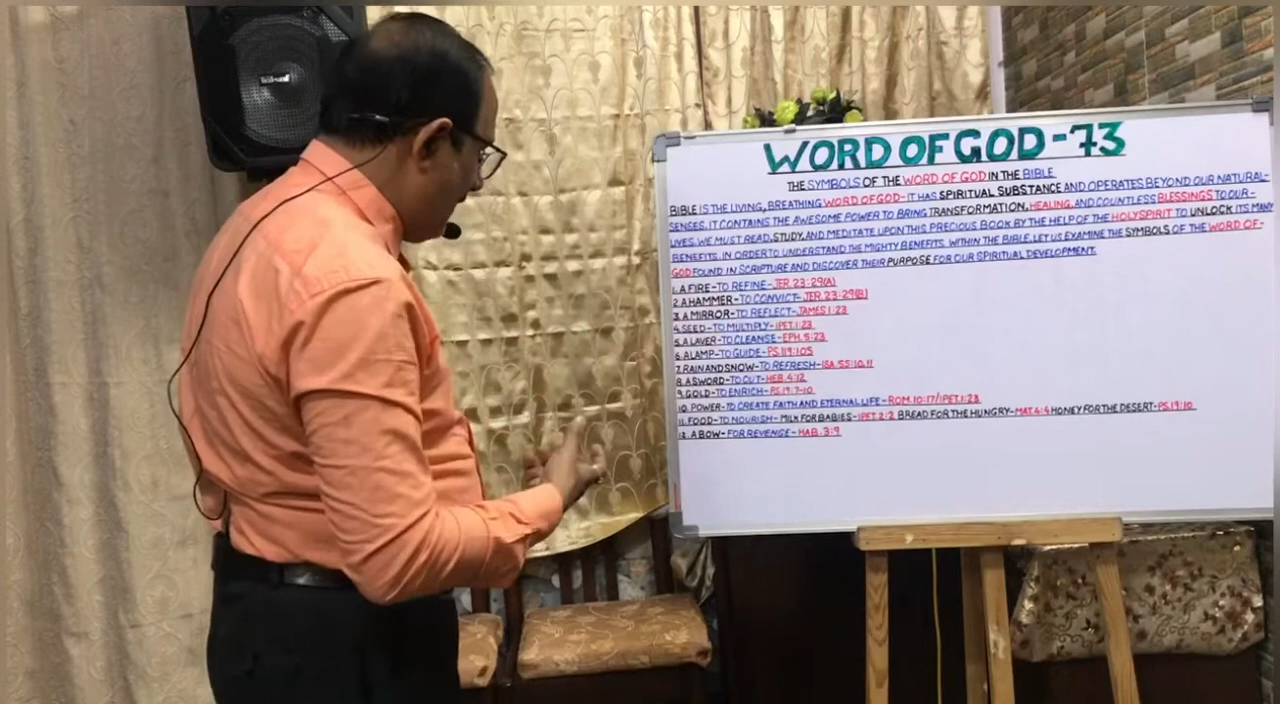 WORD OF GOD - 73
THE SYMBOLS OF THE WORD OF GOD IN THE BIBLE
BIBLE IS THE LIVING, BREATHING WORD OF GOD- IT HAS SPIRITUAL SUBSTANCE AND OPERATES BEYOND OUR NATURAL-
SENSES. IT CONTAINS THE AWESOME POWER TO BRING TRANSFORMATION, HEALING, AND COUNTLESS BLESSINGS TO OUR-
LIVES. WE MUST READ, STUDY, AND MEDITATE UPON THIS PRECIOUS BOOK BY THE HELP OF THE HOLYSPIRIT TO UNLOCK ITS MANY
BENEFITS. IN ORDER TO UNDERSTAND THE MIGHTY BENEFITS. WITHIN THE BIBLE. LET US EXAMINE THE SYMBOLS OF THE WORD OF-
GOD FOUND IN SCRIPTURE AND DISCOVER THEIR PURPOSE FOR OUR SPIRITUAL DEVELOPMENT.
1. A FIRE-TO REFINE-JER.23:29(A)
2. A HAMMER-TO CONVICT-JER.23:29(B)
3. A MIRROR-TO REFLECT-JAMES 1:23
4. SEED-TO MULTIPLY-1PET.1:23
5. A LAVER-TO CLEANSE-EPH.5:23
6. A LAMP-TO GUIDE-PS.119:105
7. RAIN AND SNOW-TO REFRESH-ISA.55:10,11
8. A SWORD-TO CUT-HEB.4:12
9. GOLD-TO ENRICH-PS.19:7-10
10. POWER-TO CREATE FAITH AND ETERNAL LIFE-ROM.10:17/1PET.1:23
11. FOOD-TO NOURISH-MILK FOR BABIES-1PET.2:2 BREAD FOR THE HUNGRY-MAT.4:4 HONEY FOR THE DESERT-PS.19:10
12. A BOW-FOR REVENGE-HAB.3:9